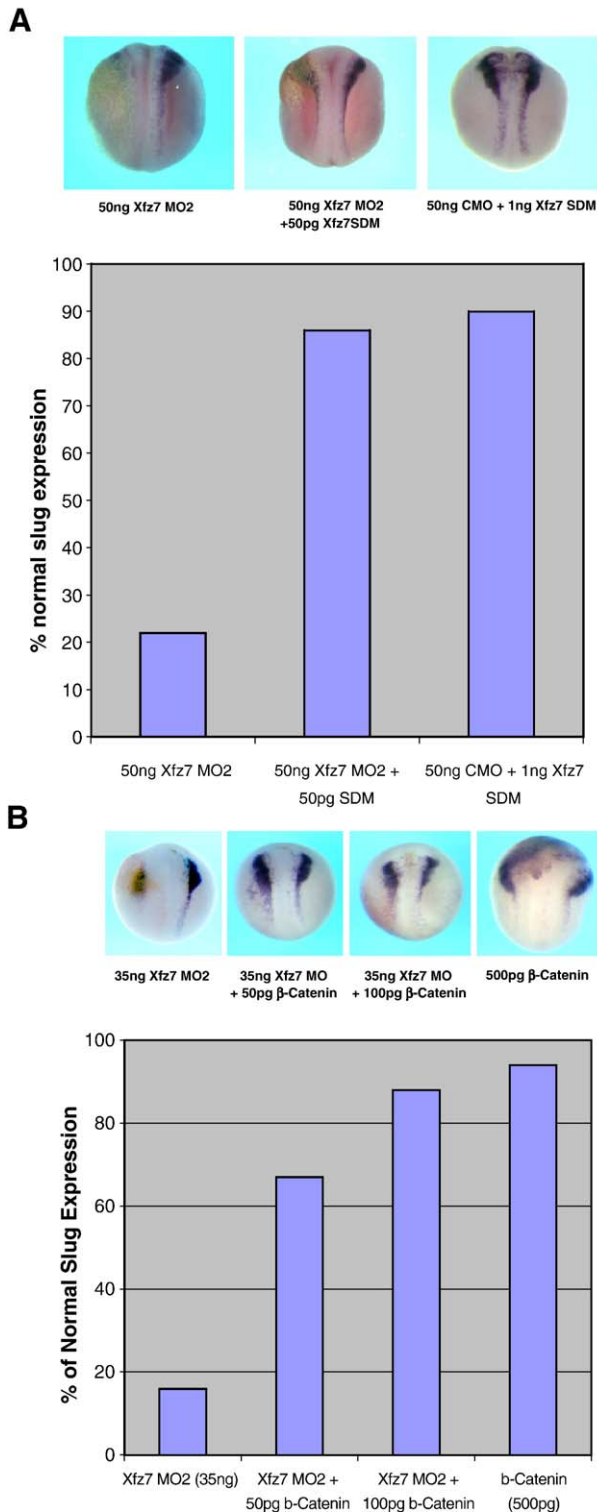 A
50ng Xfz7 MO2
50ng Xfz7 MO2
+50pg Xfz7SDM
50ng CMO + 1ng Xfz7 SDM
% normal slug expression
100
90
80
70
60
50
40
30
20
10
0
50ng Xfz7 MO2
50ng Xfz7 MO2 +
50pg SDM
50ng CMO + 1ng Xfz7
SDM
B
35ng Xfz7 MO2
35ng Xfz7 MO
+ 50pg β-Catenin
35ng Xfz7 MO
+ 100pg β-Catenin
500pg β-Catenin
% of Normal Slug Expression
100
80
60
40
20
0
Xfz7 MO2 (35ng)
Xfz7 MO2 +
50pg b-Catenin
Xfz7 MO2 +
100pg b-Catenin
b-Catenin
(500pg)